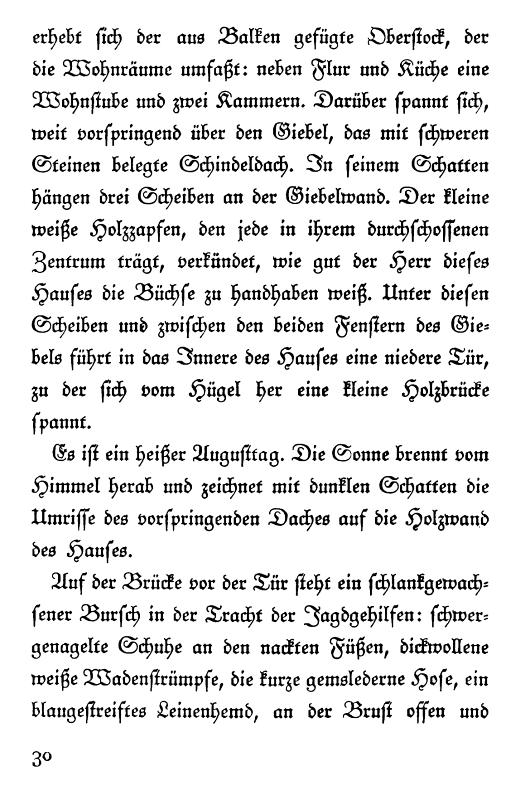 erhebt sich der aus Balken gefügte Oberstock, der
die Wohnräume umfaßt: neben Flur und Küche eine
Wohnstube und zwei Kammern. Darüber spannt sich,
weit vorspringend über den Giebel, das mit schweren
Steinen belegte Schindeldach. In seinem Schatten
hängen drei Scheiben an der Giebelwand. Der kleine
weiße Holzzapfen, den jede in ihrem durchschossenen
Zentrum trägt, verkündet, wie gut der Herr dieses
Hauses die Büchse zu handhaben weiß. Unter diesen
Scheiben und zwischen den beiden Fenstern des Gie-
bels führt in das Innere des Hauses eine niedere Tür,
zu der sich vom Hügel her eine kleine Holzbrücke
spannt.
Es ist ein heißer Augusttag. Die Sonne brennt vom
Himmel herab und zeichnet mit dunklen Schatten die
Umrisse des vorspringenden Daches auf die Holzwand
des Hauses.
Auf der Brücke vor der Tür steht ein schlankgewach-
sener Bursch in der Tracht der Jagdgehilfen: schwer-
genagelte Schuhe an den nackten Füßen, dickwollene
weiße Wadenstrümpfe, die kurze gemslederne Hose, ein
blaugestreiftes Leinenhemd, an der Brust offen und
30